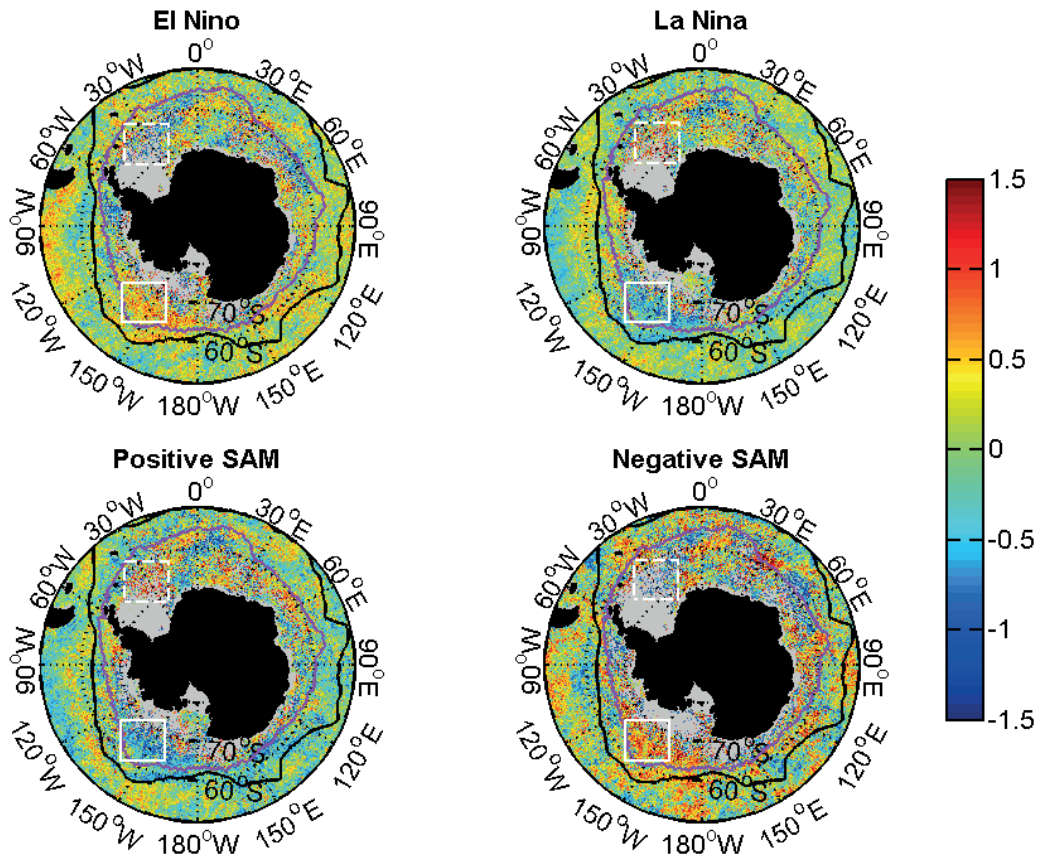 El Nino
La Nina
0°
30°E
60°E
90°E
120°E
150°E
180°W
150°W
120°W
90°W
60°W
30°W
70°S
60°S
0°
30°E
60°E
90°E
120°E
150°E
180°W
150°W
120°W
90°W
60°W
30°W
70°S
60°S
1.5
1
0.5
0
-0.5
-1
-1.5
Positive SAM
Negative SAM
0°
30°E
60°E
90°E
120°E
150°E
180°W
150°W
120°W
90°W
60°W
30°W
70°S
60°S
0°
30°E
60°E
90°E
120°E
150°E
180°W
150°W
120°W
90°W
60°W
30°W
70°S
60°S